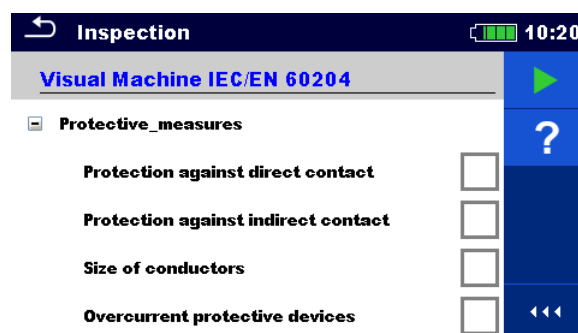 Inspection
10:20
Visual Machine IEC/EN 60204
Protective_measures
?
Protection against direct contact
Protection against indirect contact
Size of conductors
Overcurrent protective devices